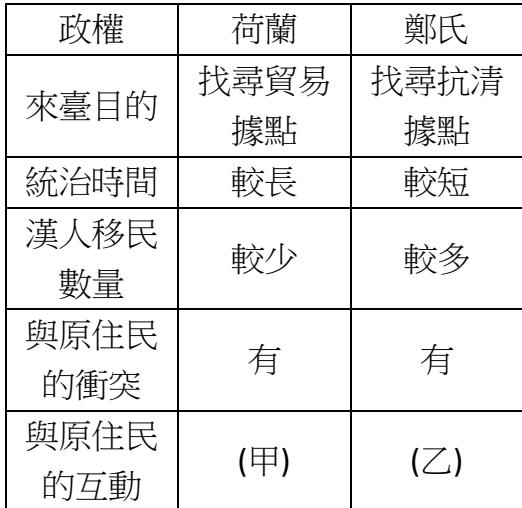 政權 荷蘭 鄭氏
來臺目的 找尋貿易據點 找尋抗清據點
統治時間 較長 較短
漢人移民數量 較少 較多
與原住民的衝突 有 有
與原住民的互動 (甲) (乙)